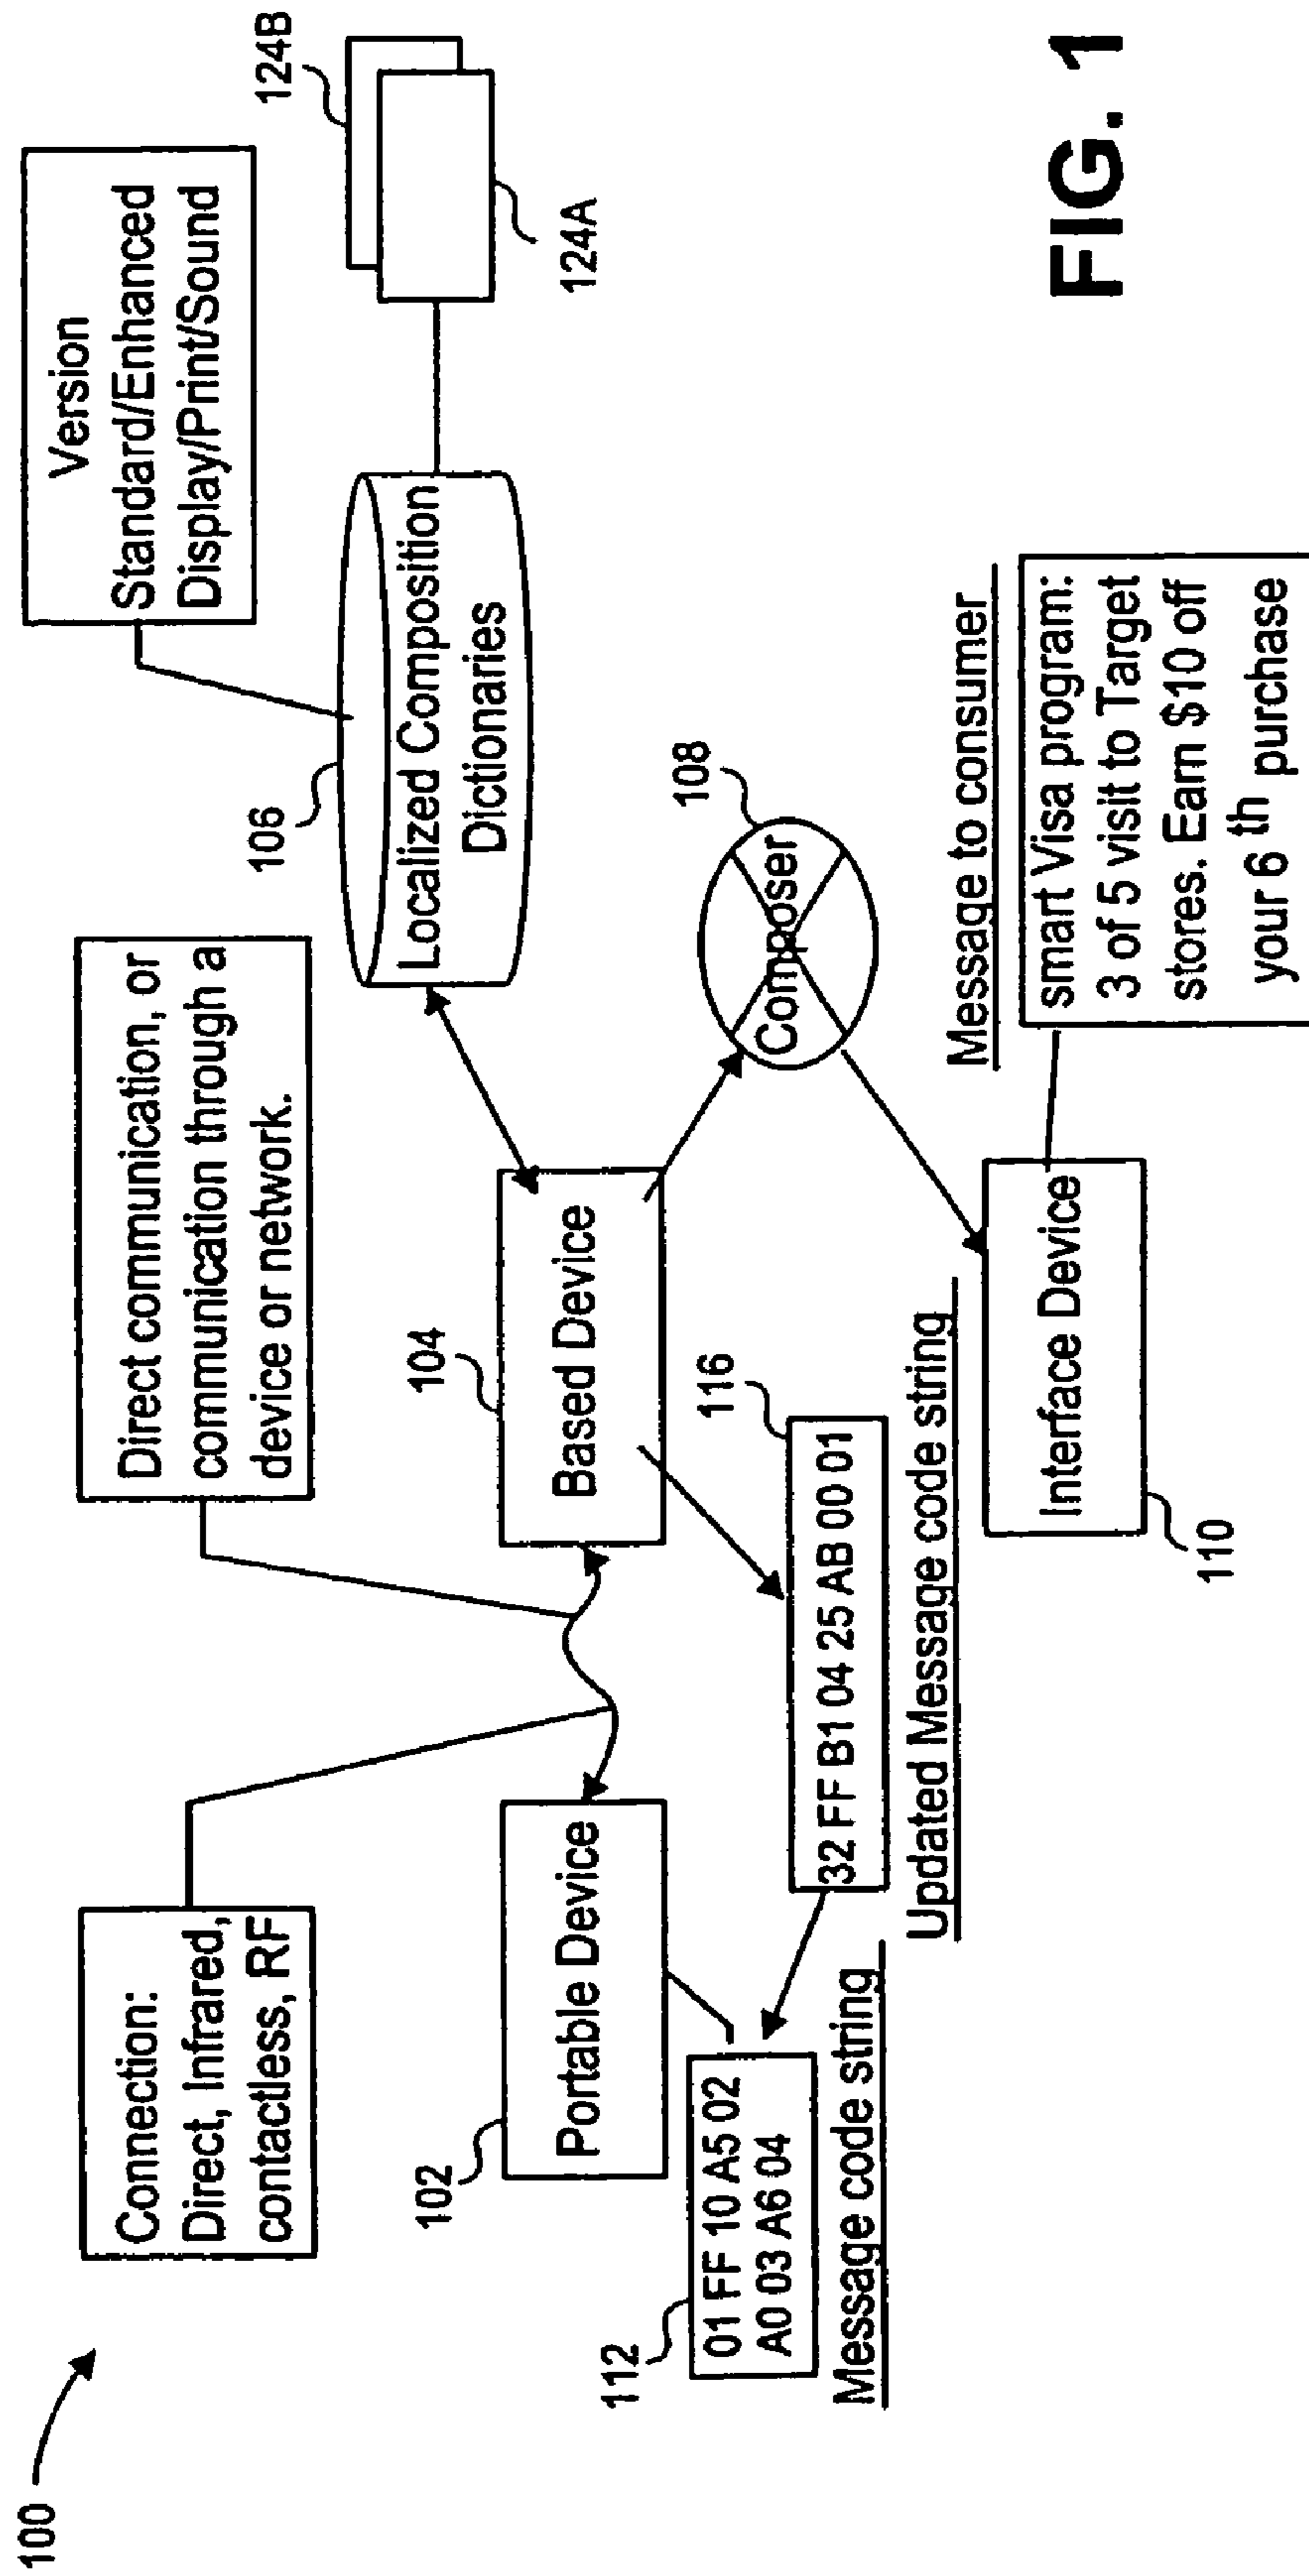 100
Connection:
Direct, Infrared,
contactless, RF
Direct communication, or
communication through a
device or network.
Version
Standard/Enhanced
Display/Print/Sound
102
Portable Device
104
Based Device
106
Localized Composition
Dictionaries
124B
124A
112
01 FF 10 A5 02
A0 03 A6 04
Message code string
116
32 FF B1 04 25 AB 00 01
Updated Message code string
108
Composer
110
Interface Device
Message to consumer
smart Visa program:
3 of 5 visit to Target
stores. Earn $10 off
your 6 th purchase
FIG. 1